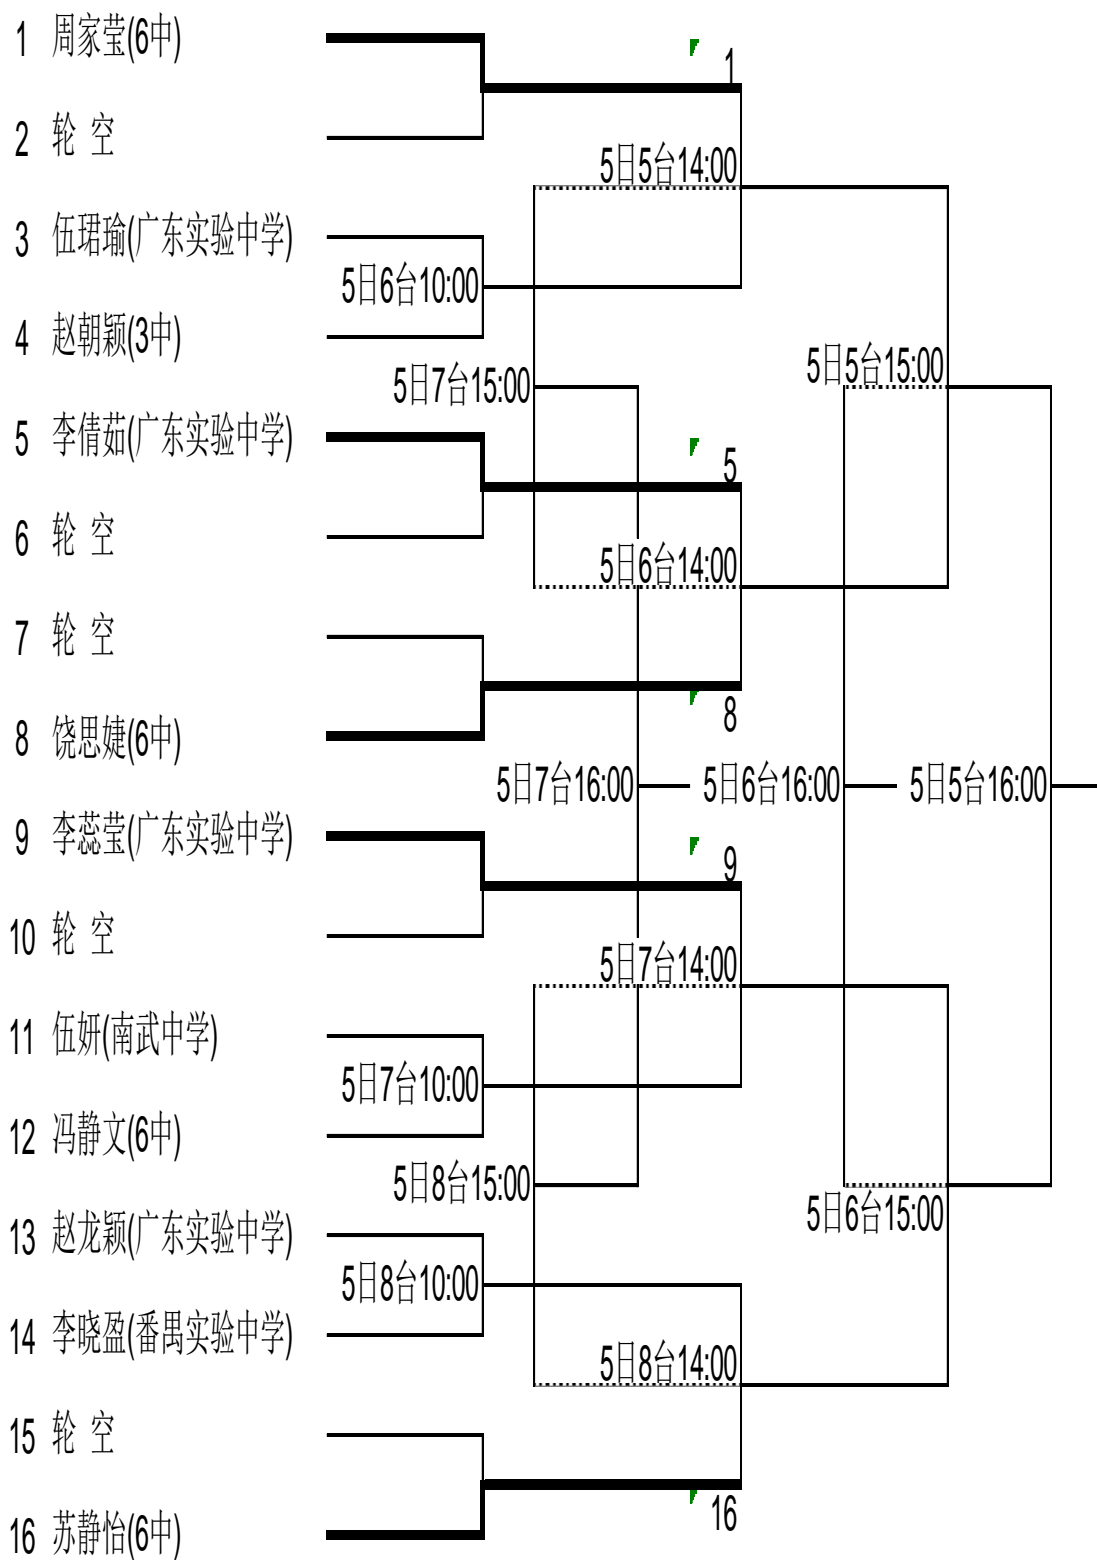 1 周家莹(6中)
1
2 轮 空
5日5台14:00
3 伍珺瑜(广东实验中学)
5日6台10:00
4 赵朝颖(3中)
5日7台15:00
5日5台15:00
5 李倩茹(广东实验中学)
5
6 轮 空
5日6台14:00
7 轮 空
8 饶思婕(6中)
8
5日7台16:00
5日6台16:00
5日5台16:00
9 李蕊莹(广东实验中学)
9
10 轮 空
5日7台14:00
11 伍妍(南武中学)
5日7台10:00
12 冯静文(6中)
5日8台15:00
5日6台15:00
13 赵龙颖(广东实验中学)
5日8台10:00
14 李晓盈(番禺实验中学)
5日8台14:00
15 轮 空
16 苏静怡(6中)
16